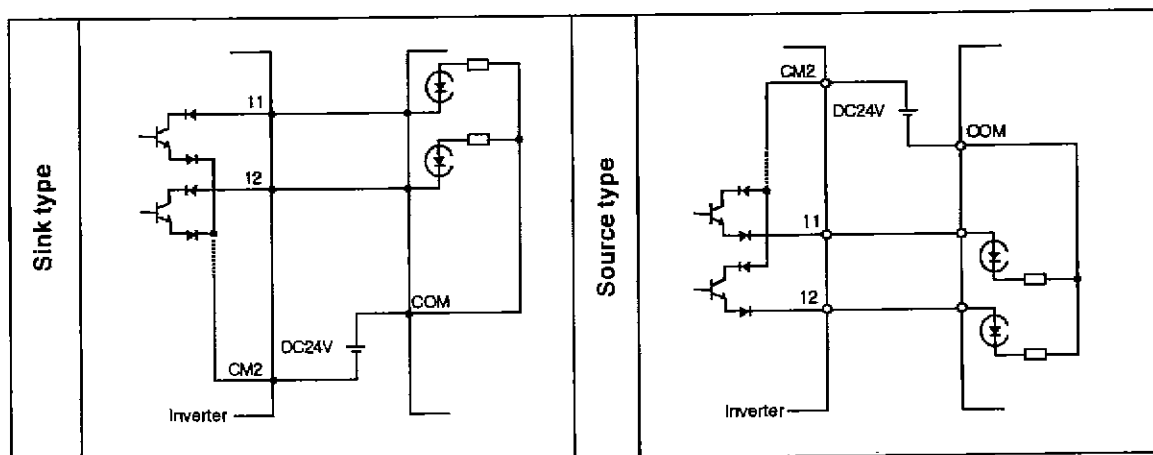 Sink type
11
12
COM
DC24V
CM2
Inverter
Source type
CM2
DC24V
COM
11
12
Inverter